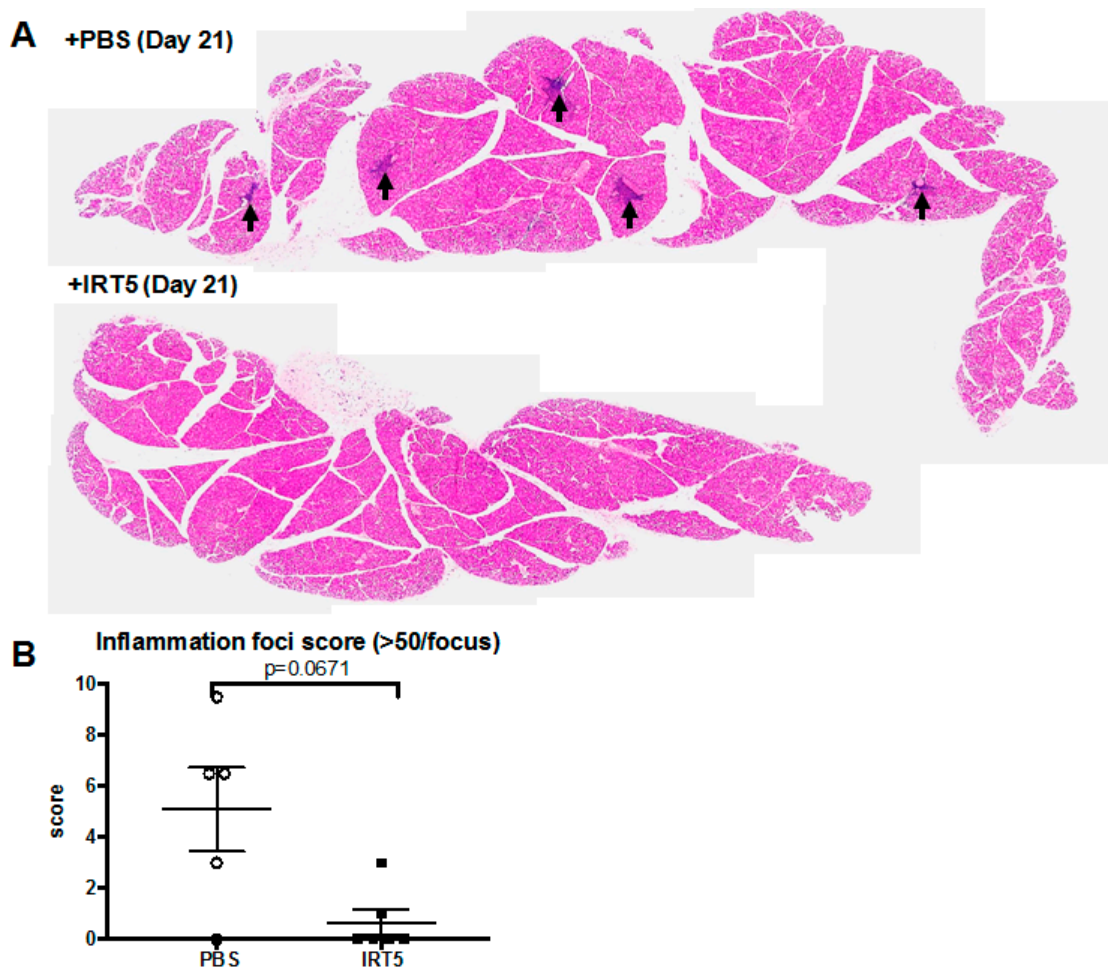 A
+PBS (Day 21)
+IRT5 (Day 21)
B
Inflammation foci score (>50/focus)
p=0.0671
10
8
6
4
2
0
score
PBS
IRT5